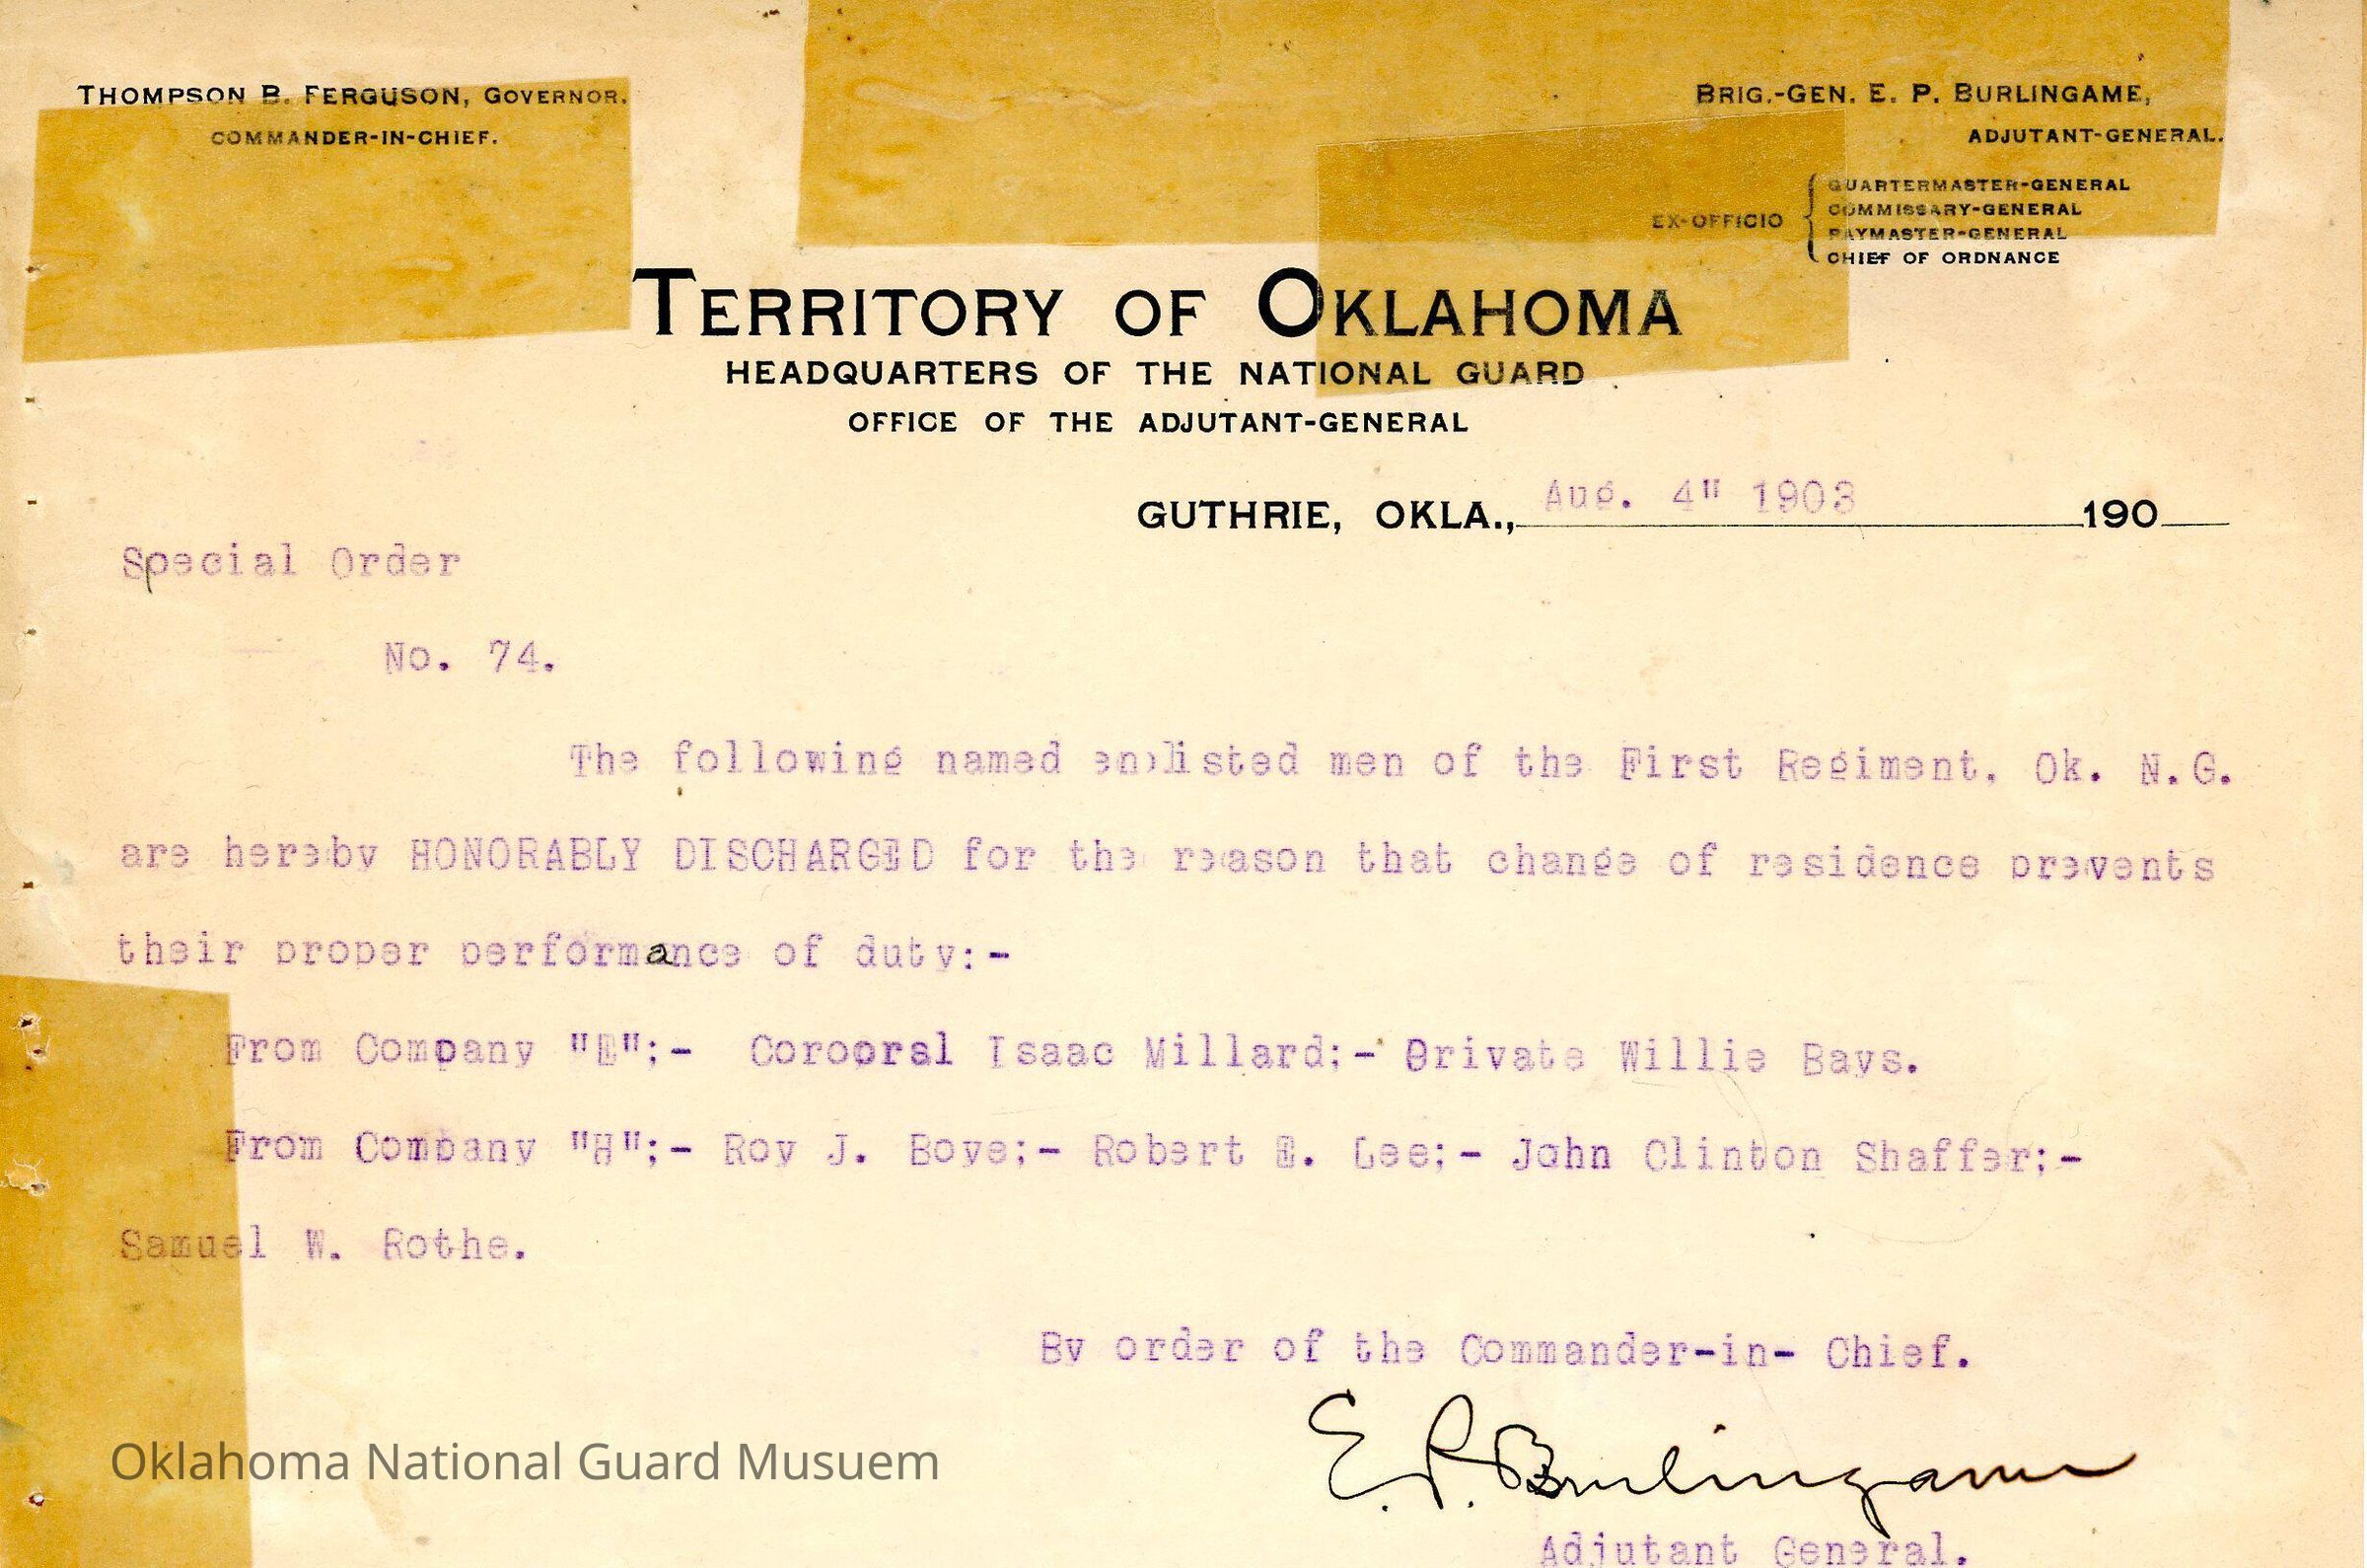 THOMPSON B. FERGUSON, GOVERNOR.
COMMANDER-IN-CHIEF.
BRIG.-GEN. E. P. BURLINGAME,
ADJUTANT-GENERAL.
EX-OFFICIO
QUARTERMASTER-GENERAL
COMMISSARY-GENERAL
PAYMASTER-GENERAL
CHIEF OF ORDNANCE
TERRITORY OF OKLAHOMA
HEADQUARTERS OF THE NATIONAL GUARD
OFFICE OF THE ADJUTANT-GENERAL
GUTHRIE, OKLA., Aug. 4" 1903 190
Special Order
No. 74.
The following named enlisted men of the First Regiment, Ok. N.G.
are hereby HONORABLY DISCHARGED for the reason that change of residence prevents
their proper performance of duty:-
From Company "";- Corporal Isaac Millard;- Private Willie Bays.
From Company "H";- Roy J. Boye;- Robert E. Lee;- John Clinton Shaffer;-
Samuel W. Rothe.
By order of the Commander-in- Chief.
E. P. Burlingame
Adjutant General.
Oklahoma National Guard Musuem